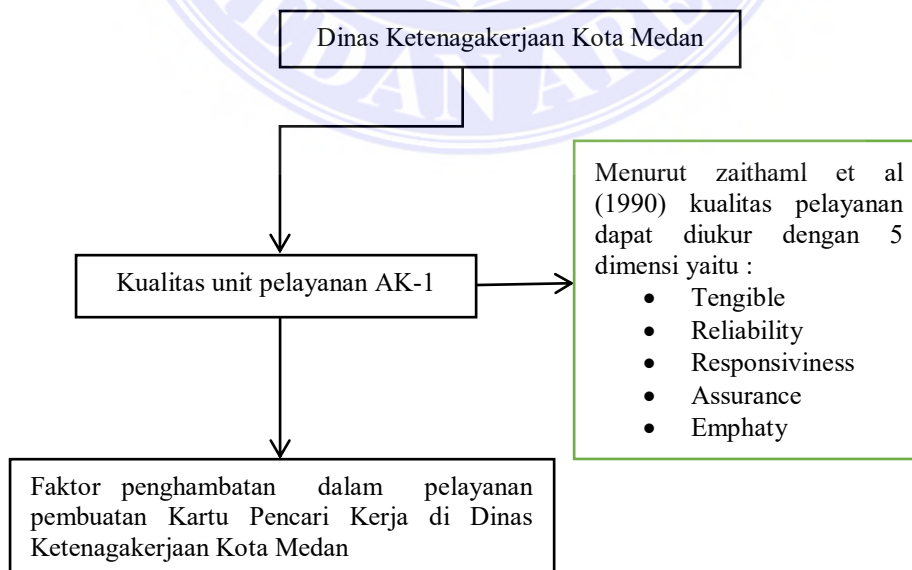 EDAN ARE
Dinas Ketenagakerjaan Kota Medan
Menurut zaithaml et al
(1990) kualitas pelayanan
dapat diukur dengan 5
dimensi yaitu :
• Tengible
• Reliability
• Responsiviness
• Assurance
• Emphaty
Kualitas unit pelayanan AK-1
Faktor penghambatan dalam pelayanan
pembuatan Kartu Pencari Kerja di Dinas
Ketenagakerjaan Kota Medan